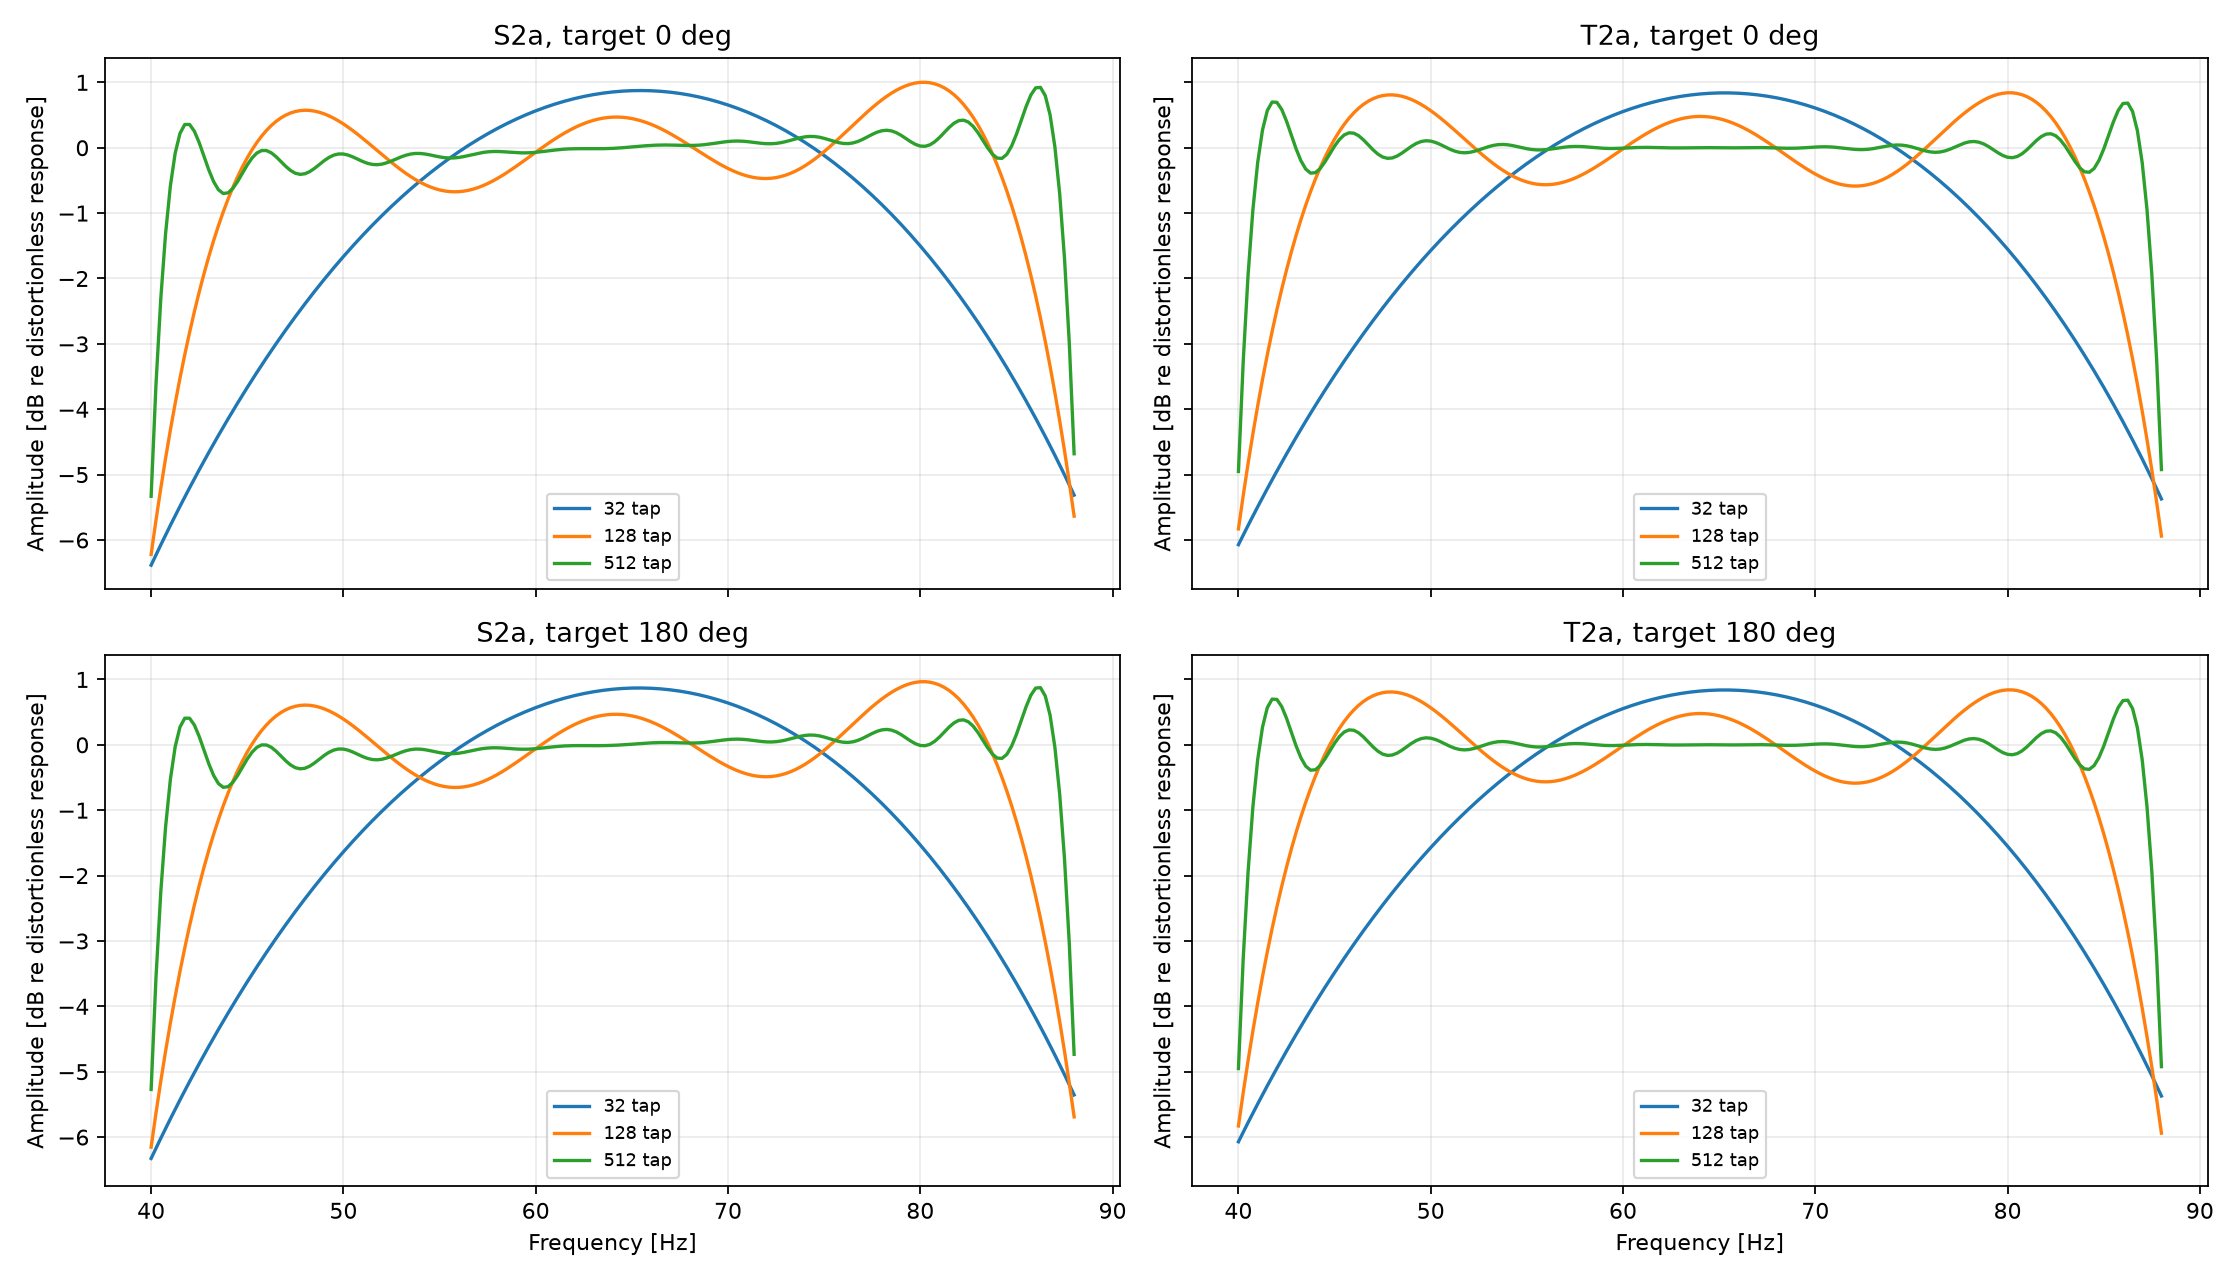 S2a, target 0 deg
Amplitude [dB re distortionless response]
1
0
−1
−2
−3
−4
−5
−6
32 tap
128 tap
512 tap
T2a, target 0 deg
Amplitude [dB re distortionless response]
32 tap
128 tap
512 tap
S2a, target 180 deg
Amplitude [dB re distortionless response]
1
0
−1
−2
−3
−4
−5
−6
32 tap
128 tap
512 tap
40 50 60 70 80 90
Frequency [Hz]
T2a, target 180 deg
Amplitude [dB re distortionless response]
32 tap
128 tap
512 tap
40 50 60 70 80 90
Frequency [Hz]